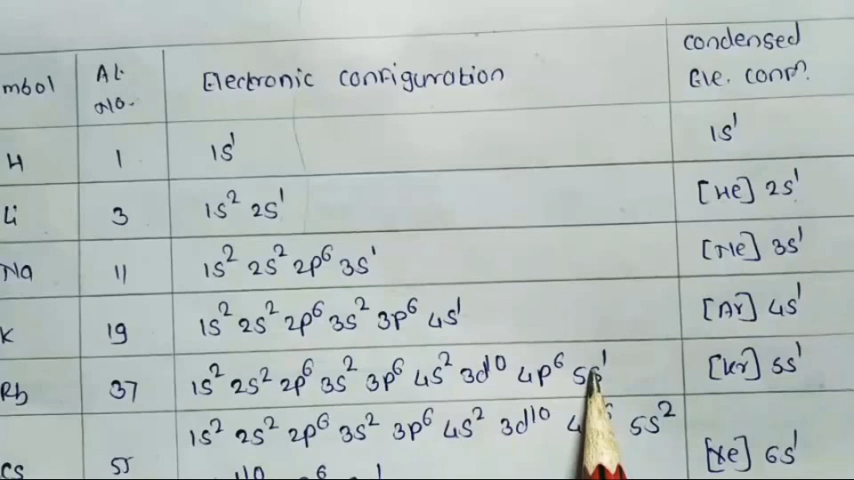 mbol At. No. Electronic configuration condensed Ele. confn.
H 1 1s¹ 1s¹
Li 3 1s² 2s¹ [He] 2s¹
Na 11 1s² 2s² 2p⁶ 3s¹ [Ne] 3s¹
K 19 1s² 2s² 2p⁶ 3s² 3p⁶ 4s¹ [Ar] 4s¹
Rb 37 1s² 2s² 2p⁶ 3s² 3p⁶ 4s² 3d¹⁰ 4p⁶ 5s¹ [Kr] 5s¹
Cs 55 1s² 2s² 2p⁶ 3s² 3p⁶ 4s² 3d¹⁰ 5s² [Xe] 6s¹